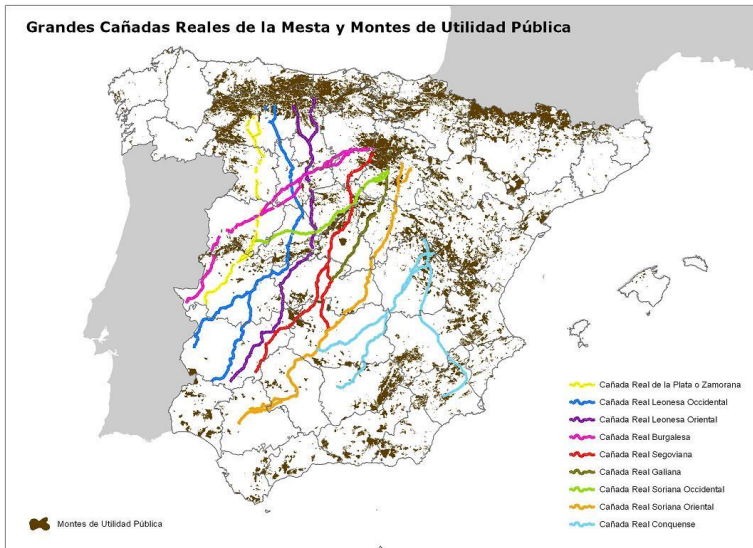 Grandes Cañadas Reales de la Mesta y Montes de Utilidad Pública
Cañada Real de la Plata o Zamorana
Cañada Real Leonesa Occidental
Cañada Real Leonesa Oriental
Cañada Real Burgalesa
Cañada Real Segoviana
Cañada Real Galiana
Cañada Real Soriana Occidental
Cañada Real Soriana Oriental
Cañada Real Conquense
Montes de Utilidad Pública